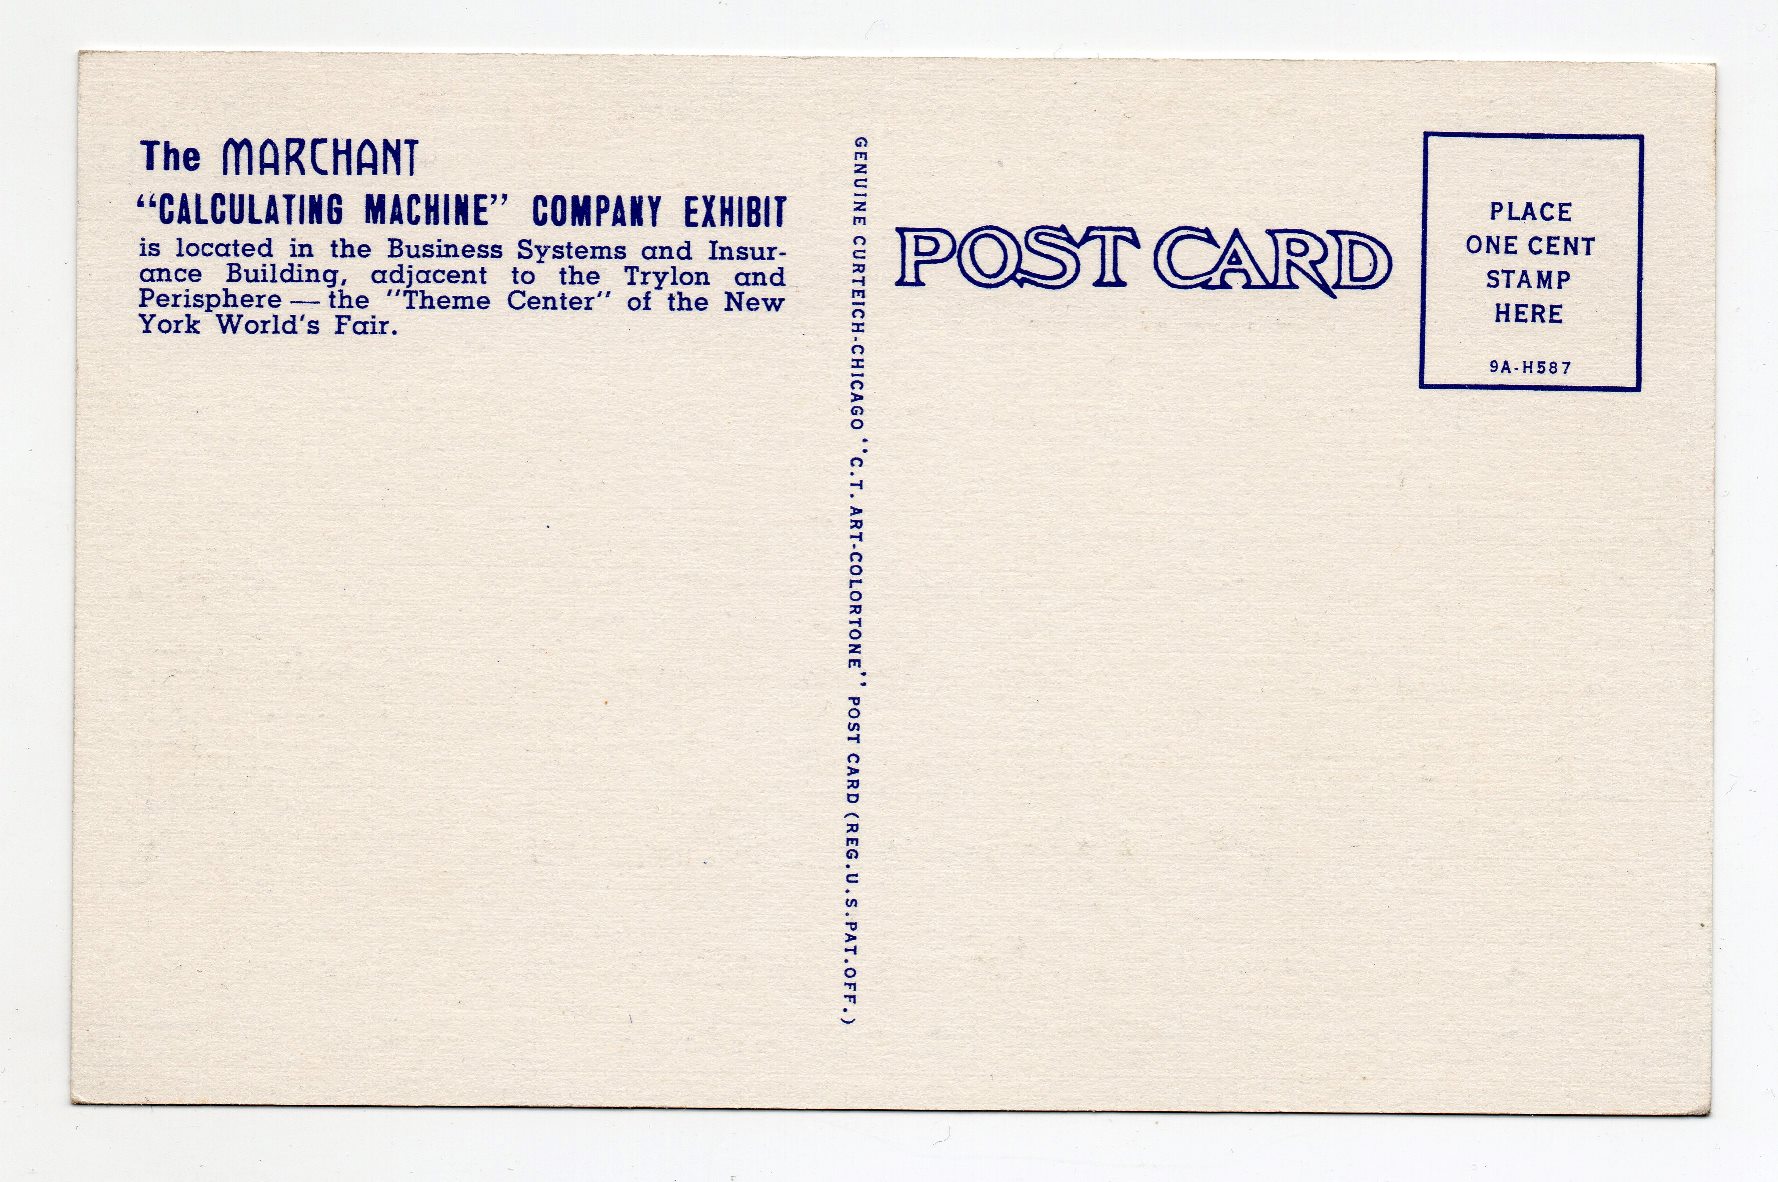 The MARCHANT
“CALCULATING MACHINE” COMPANY EXHIBIT
is located in the Business Systems and Insur-
ance Building, adjacent to the Trylon and
Perisphere — the "Theme Center" of the New
York World's Fair.
GENUINE CURTEICH-CHICAGO "C.T. ART-COLORTONE" POST CARD (REG. U.S. PAT. OFF.)
POST CARD
PLACE
ONE CENT
STAMP
HERE
9A-H587